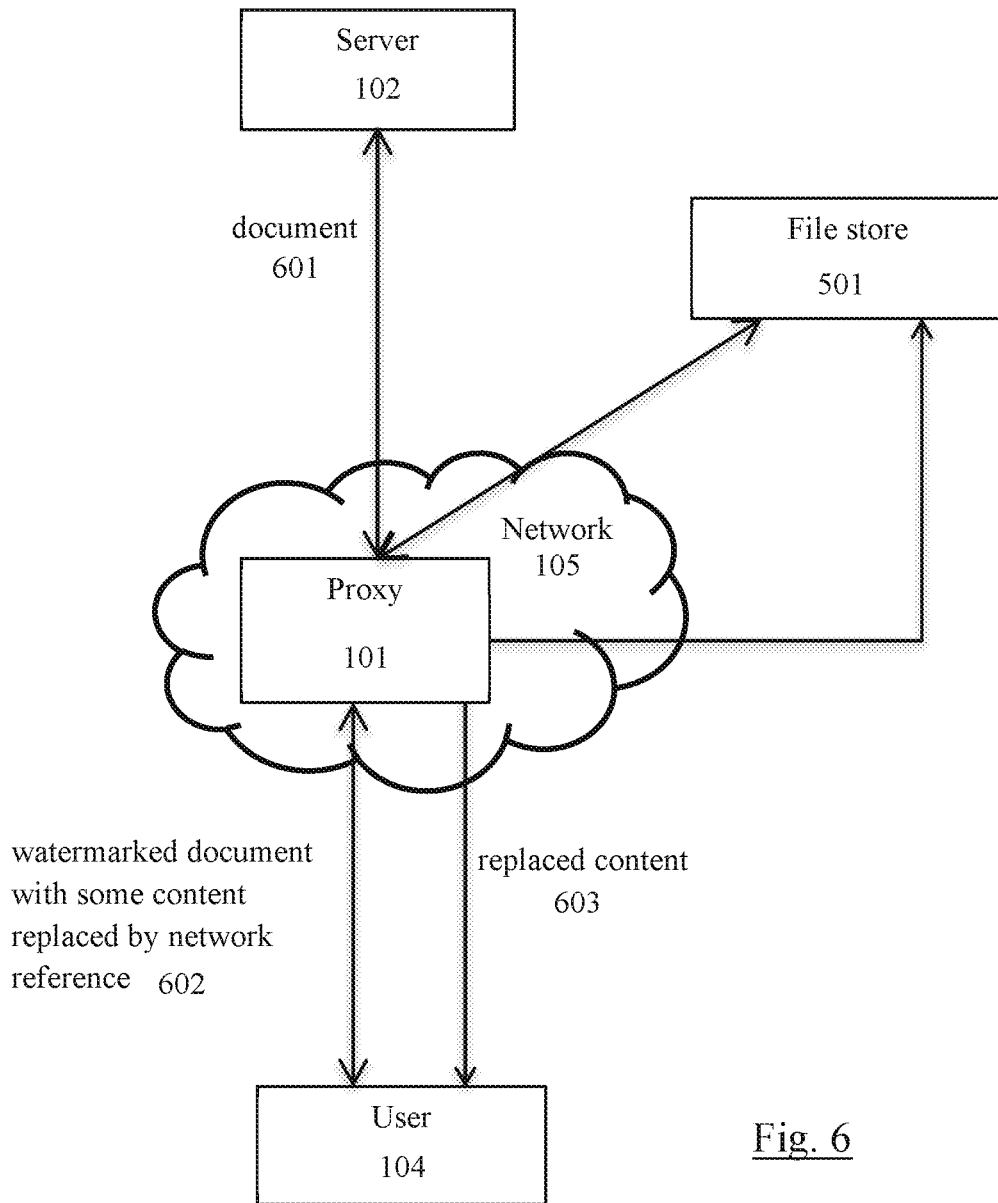 Server
102
document
601
File store
501
Network
105
Proxy
101
watermarked document
with some content
replaced by network
reference 602
replaced content
603
User
104
Fig. 6